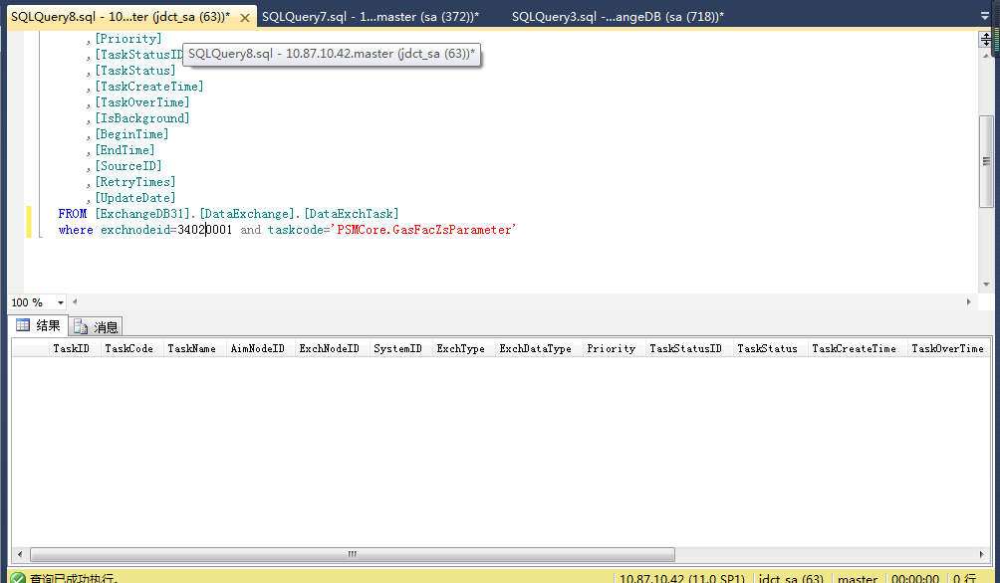 SQLQuery8.sql - 10...ter (jdct_sa (63))* SQLQuery7.sql - 1...master (sa (372))* SQLQuery3.sql -...angeDB (sa (718))*
,[Priority]
,[TaskStatusID
SQLQuery8.sql - 10.87.10.42.master (jdct_sa (63))*
,[TaskStatus]
,[TaskCreateTime]
,[TaskOverTime]
,[IsBackground]
,[BeginTime]
,[EndTime]
,[SourceID]
,[RetryTimes]
,[UpdateDate]
FROM [ExchangeDB31].[DataExchange].[DataExchTask]
where exchnodeid=34020001 and taskcode='PSMCore.GasFacZsParameter'
100 %
结果 消息
TaskID TaskCode TaskName AimNodeID ExchNodeID SystemID ExchType ExchDataType Priority TaskStatusID TaskStatus TaskCreateTime TaskOverTime
查询已成功执行。 10.87.10.42 (11.0 SP1) jdct_sa (63) master 00:00:00 0 行